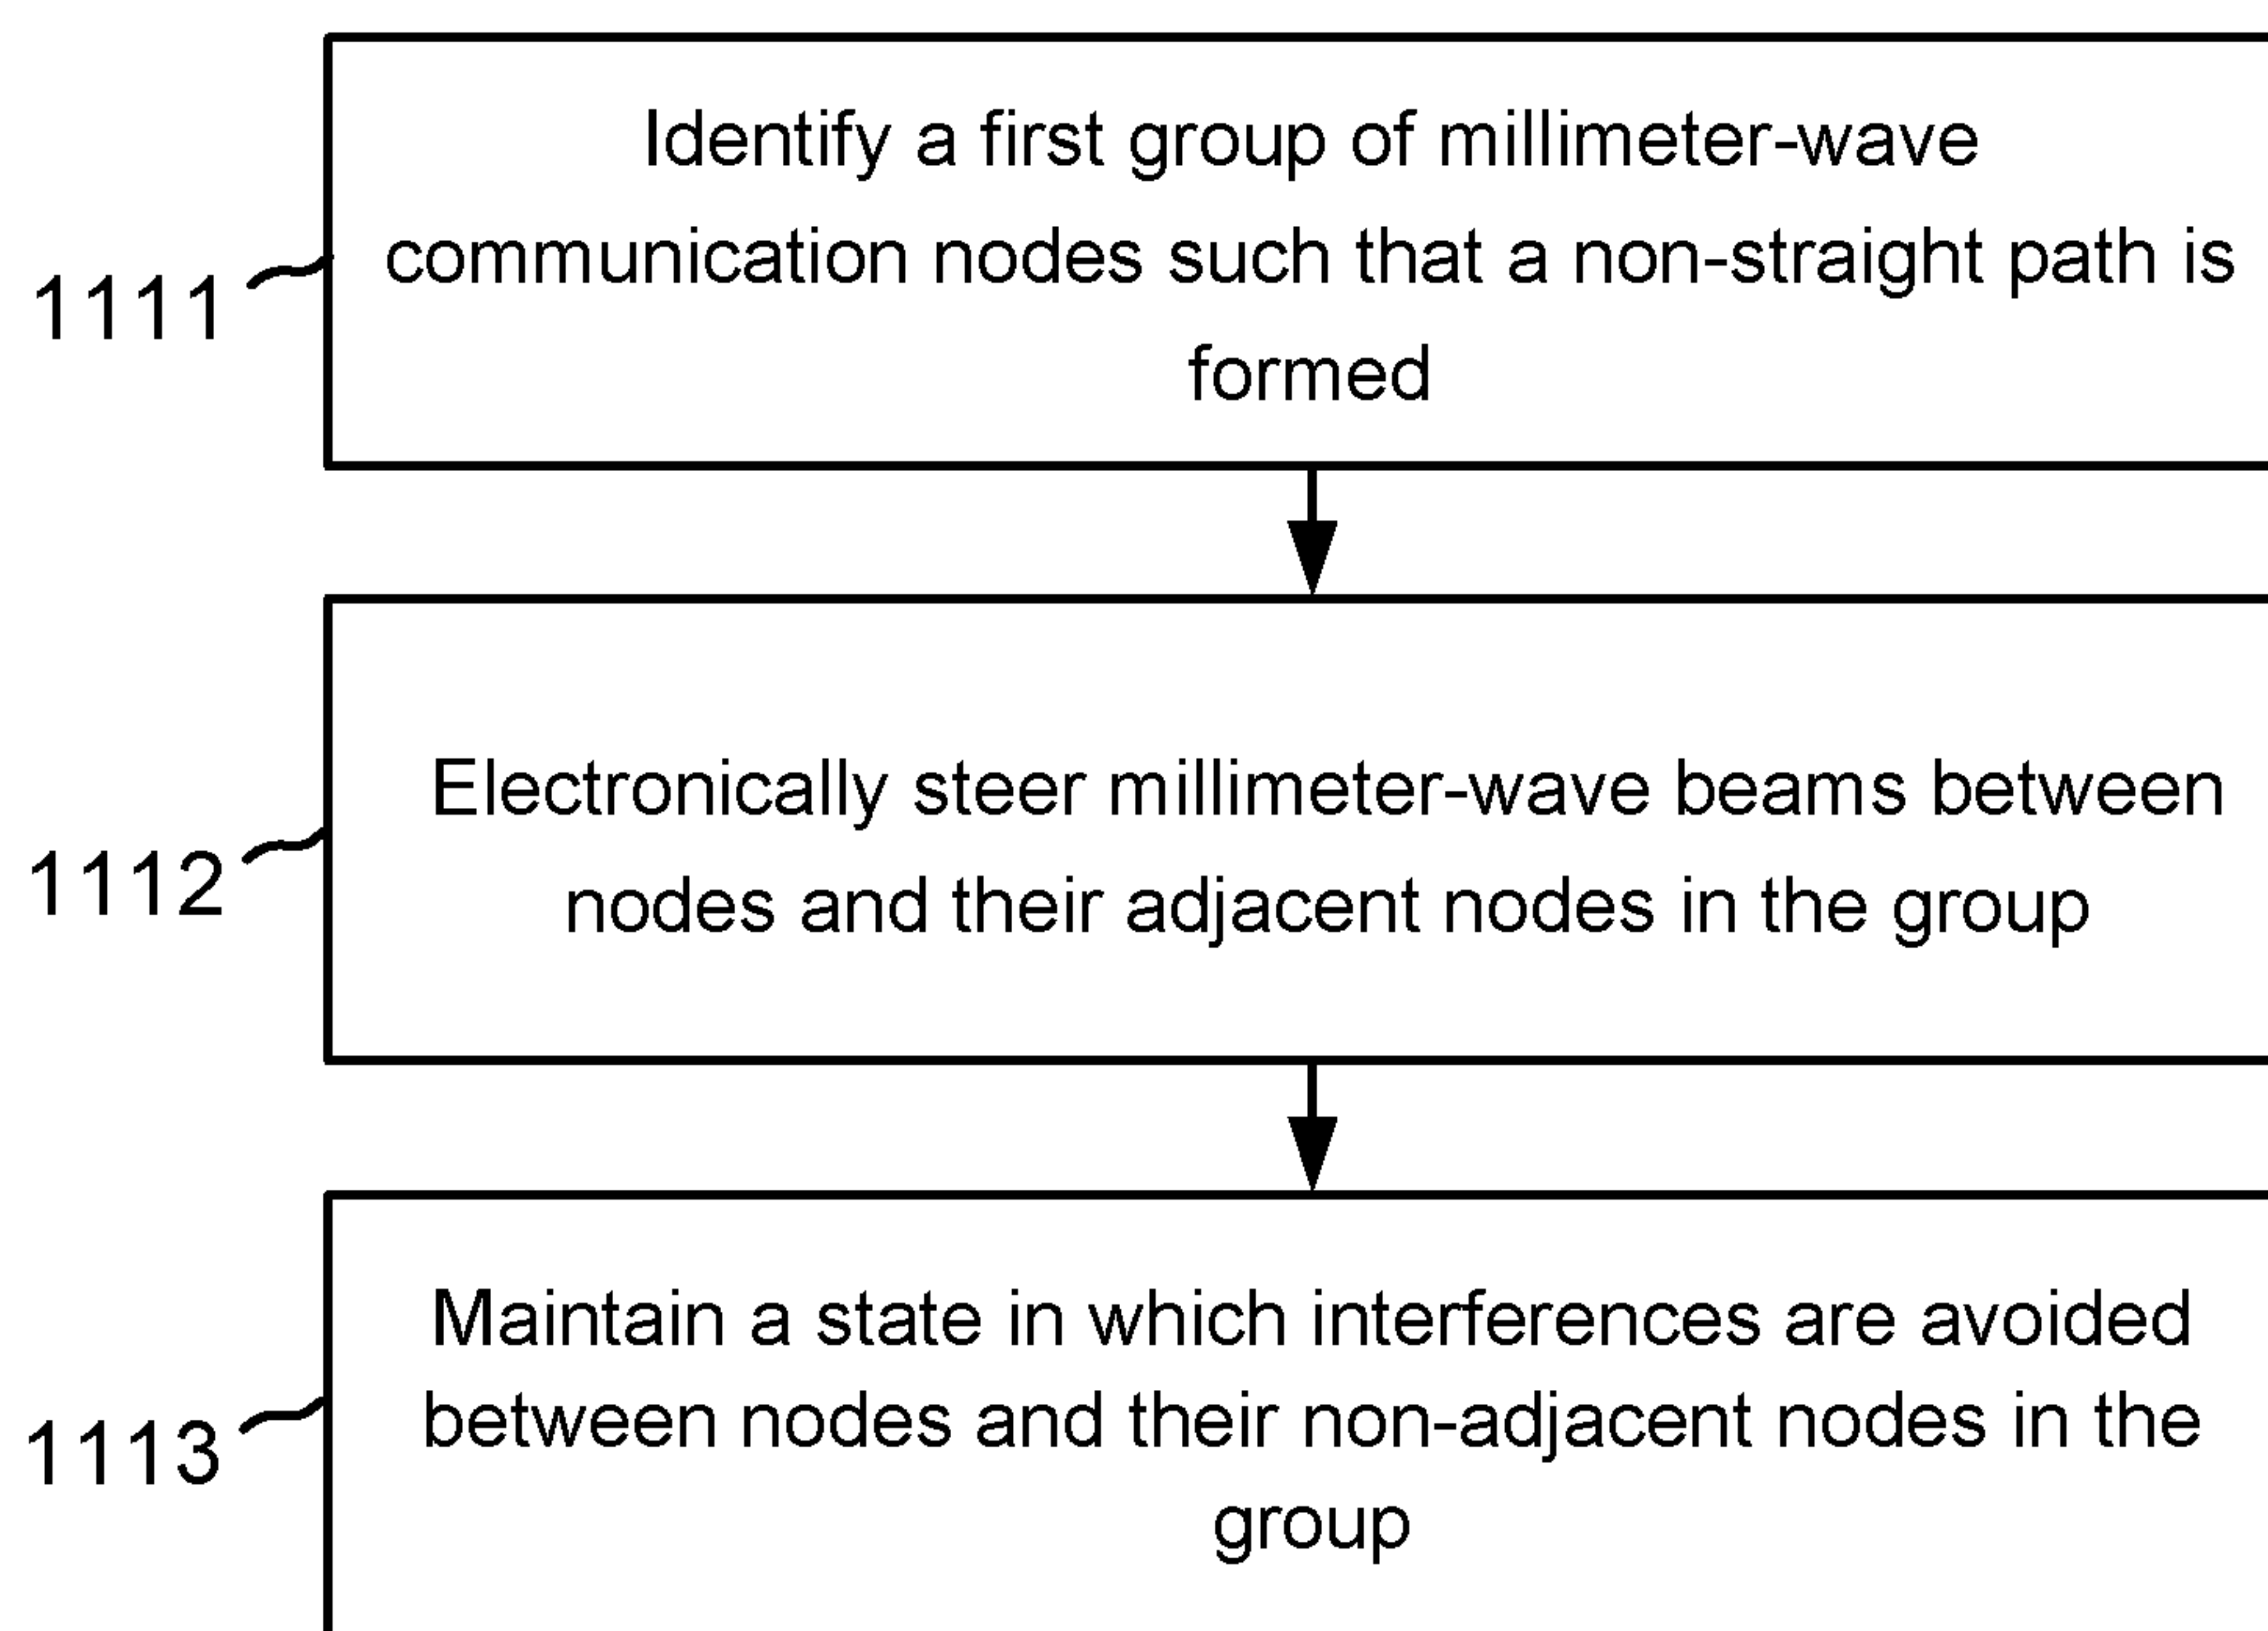 Identify a first group of millimeter-wave
communication nodes such that a non-straight path is
formed
1111
Electronically steer millimeter-wave beams between
nodes and their adjacent nodes in the group
1112
Maintain a state in which interferences are avoided
between nodes and their non-adjacent nodes in the
group
1113